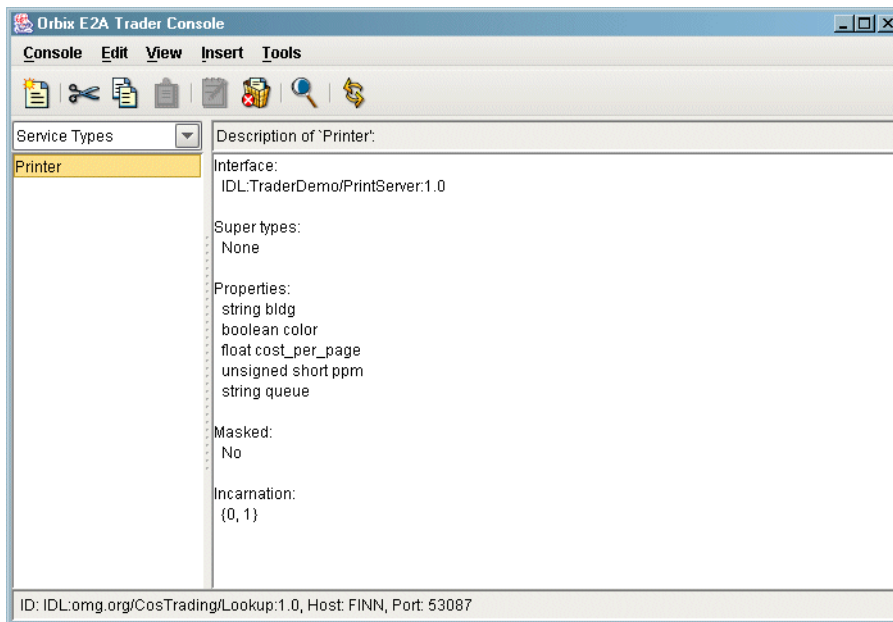 Orbix E2A Trader Console
Console Edit View Insert Tools
Service Types
Description of `Printer':
Printer
Interface:
IDL:TraderDemo/PrintServer:1.0
Super types:
None
Properties:
string bldg
boolean color
float cost_per_page
unsigned short ppm
string queue
Masked:
No
Incarnation:
{0, 1}
ID: IDL:omg.org/CosTrading/Lookup:1.0, Host: FINN, Port: 53087